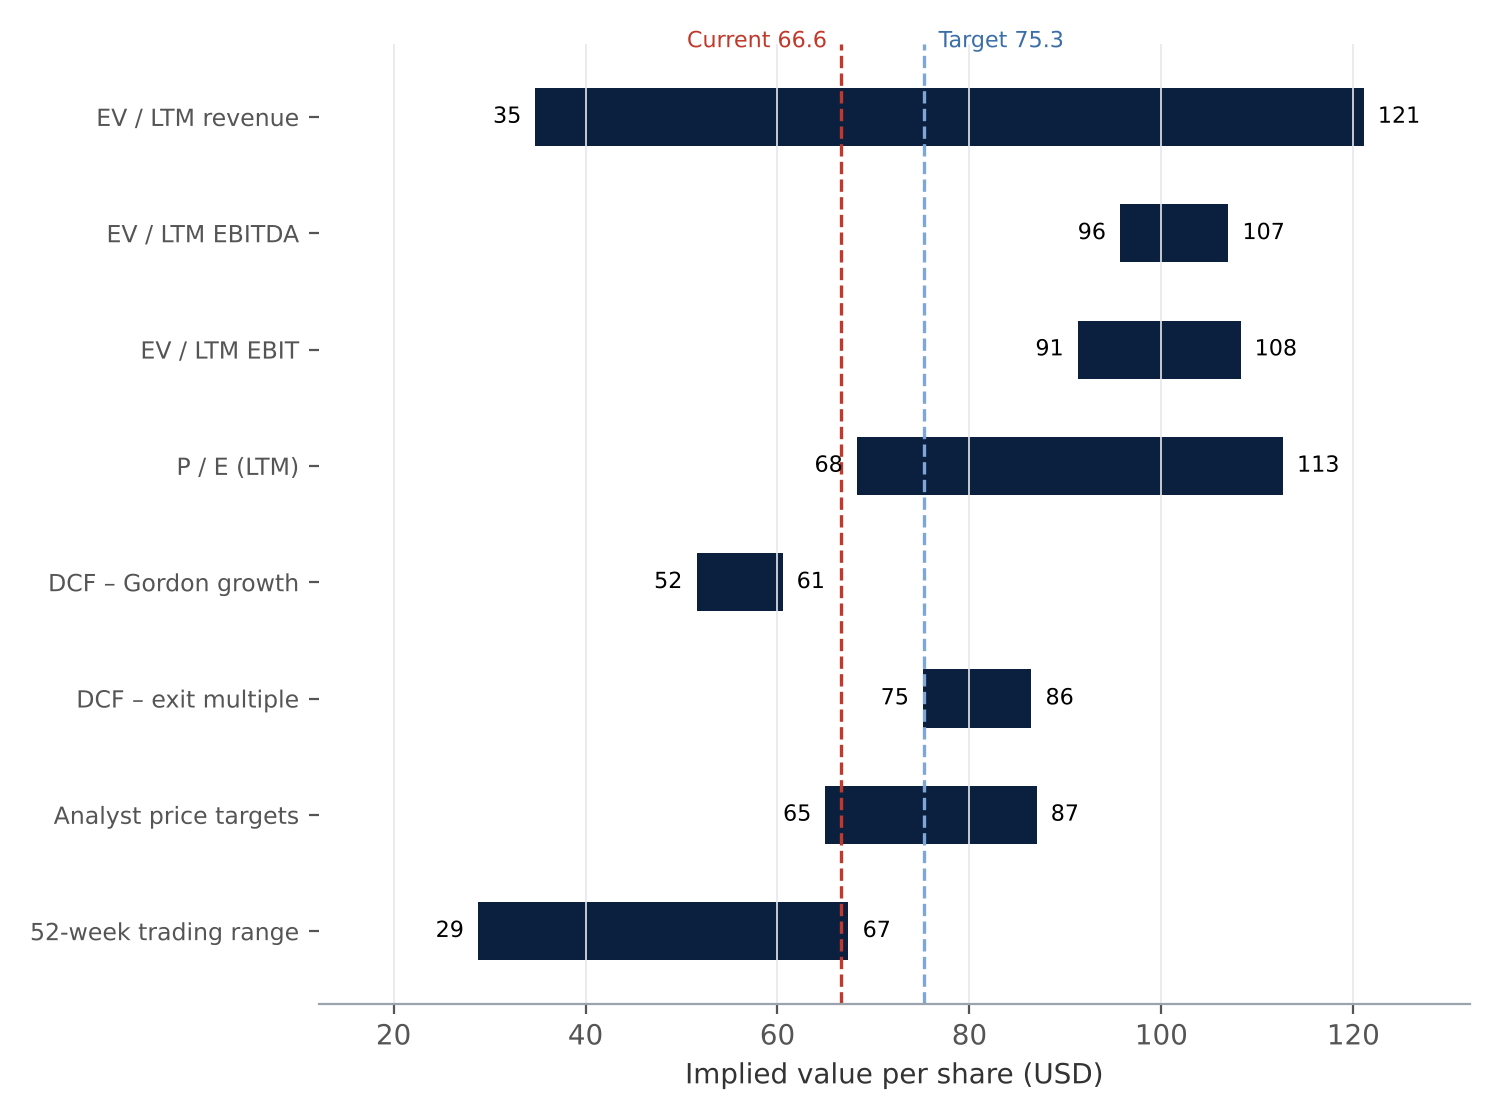 Current 66.6 Target 75.3
EV / LTM revenue 35 121
EV / LTM EBITDA 96 107
EV / LTM EBIT 91 108
P / E (LTM) 68 113
DCF – Gordon growth 52 61
DCF – exit multiple 75 86
Analyst price targets 65 87
52-week trading range 29 67
20 40 60 80 100 120
Implied value per share (USD)